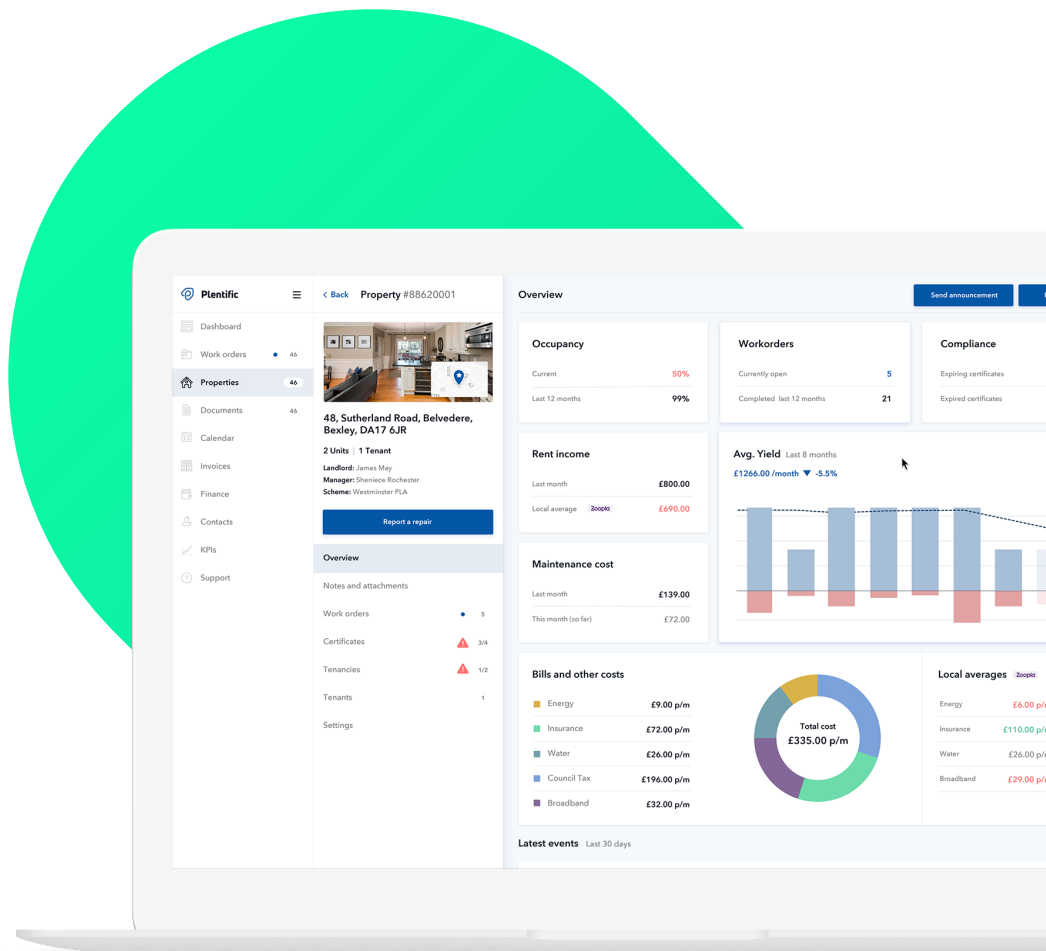 Plentific
Dashboard
Work orders 46
Properties 46
Documents 46
Calendar
Invoices
Finance
Contacts
KPIs
Support
Back Property #88620001
48, Sutherland Road, Belvedere,
Bexley, DA17 6JR
2 Units | 1 Tenant
Landlord: James May
Manager: Sheniece Rochester
Scheme: Westminster PLA
Report a repair
Overview
Notes and attachments
Work orders 5
Certificates 3/4
Tenancies 1/2
Tenants 1
Settings
Overview
Send announcement
Occupancy
Current 50%
Last 12 months 99%
Workorders
Currently open 5
Completed last 12 months 21
Compliance
Expiring certificates
Expired certificates
Rent income
Last month £800.00
Local average Zoopla £690.00
Avg. Yield Last 8 months
£1266.00 /month ▼ -5.5%
Maintenance cost
Last month £139.00
This month (so far) £72.00
Bills and other costs
Energy £9.00 p/m
Insurance £72.00 p/m
Water £26.00 p/m
Council Tax £196.00 p/m
Broadband £32.00 p/m
Total cost
£335.00 p/m
Local averages Zoopla
Energy £6.00 p/
Insurance £110.00 p/
Water £26.00 p/
Broadband £29.00 p/
Latest events Last 30 days